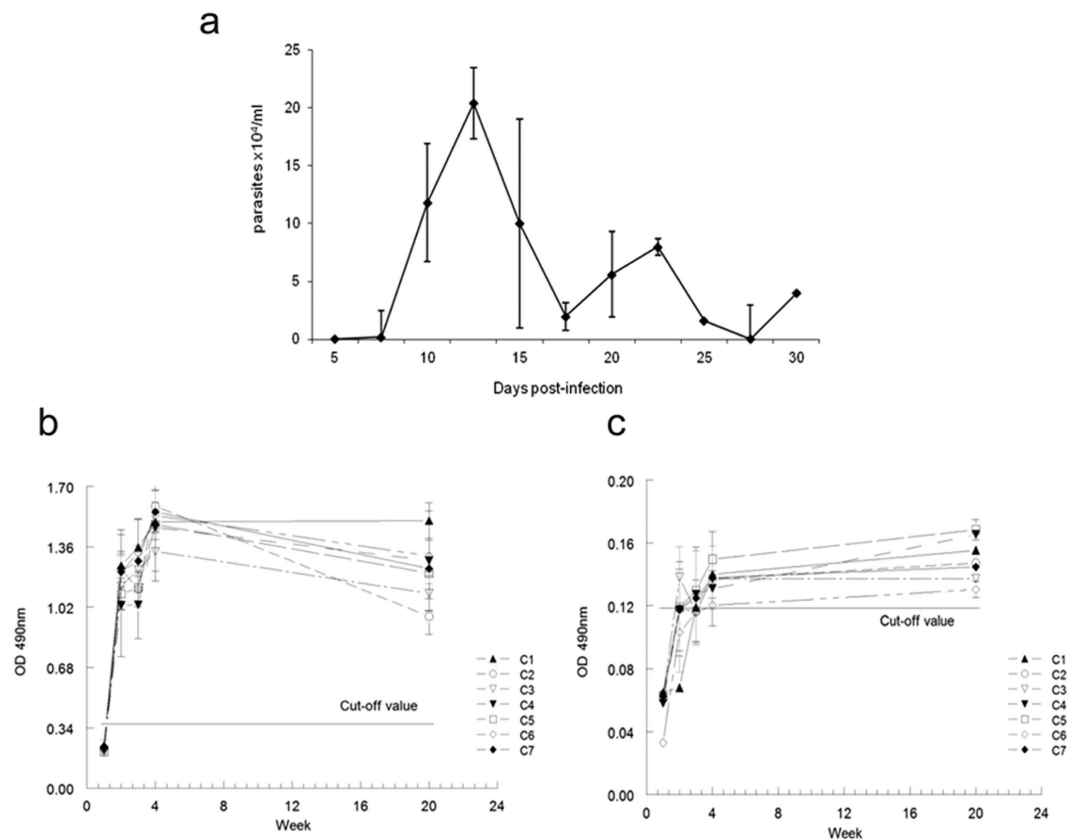 a
25
20
15
10
5
0
parasites x10⁴/ml
5 10 15 20 25 30
Days post-infection
b
1.70
1.36
1.02
0.68
0.34
0.00
OD 490nm
Cut-off value
C1
C2
C3
C4
C5
C6
C7
0 4 8 12 16 20 24
Week
c
0.20
0.16
0.12
0.08
0.04
0.00
OD 490nm
Cut-off value
C1
C2
C3
C4
C5
C6
C7
0 4 8 12 16 20 24
Week